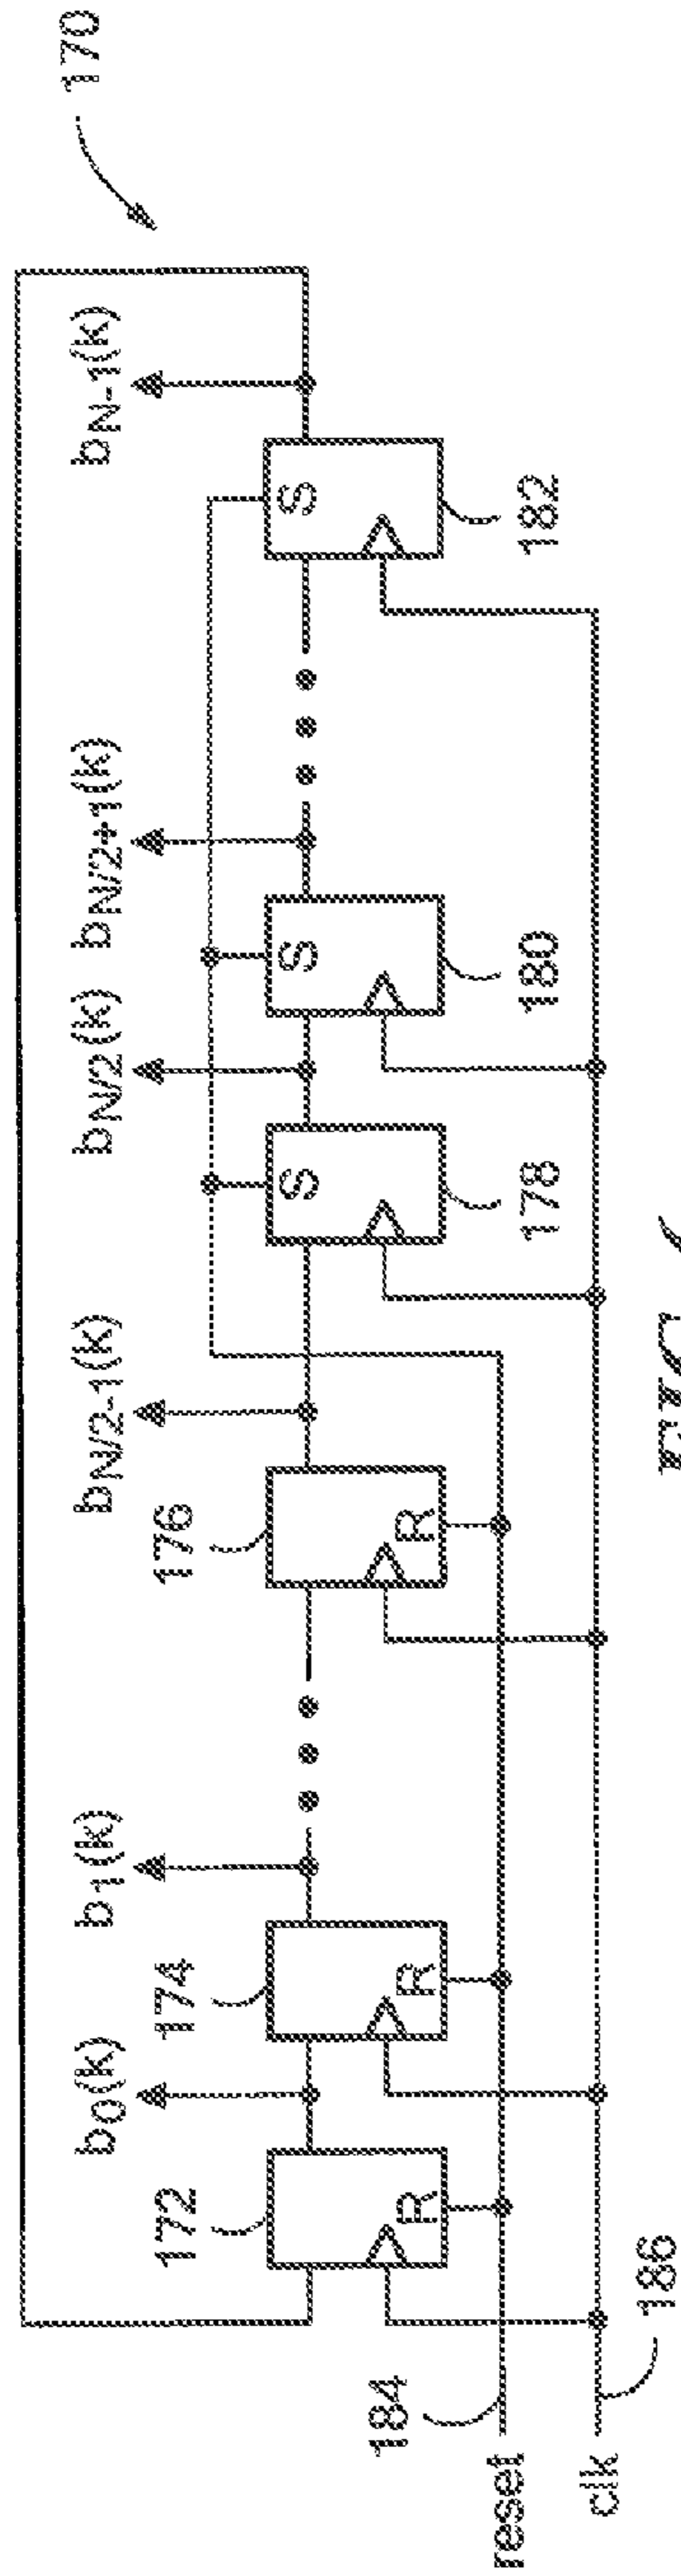 170
b0(k)
b1(k)
bN/2-1(k)
bN/2(k)
bN/2+1(k)
bN-1(k)
172
174
176
S
S
S
R
R
R
178
180
182
184
reset
clk
186